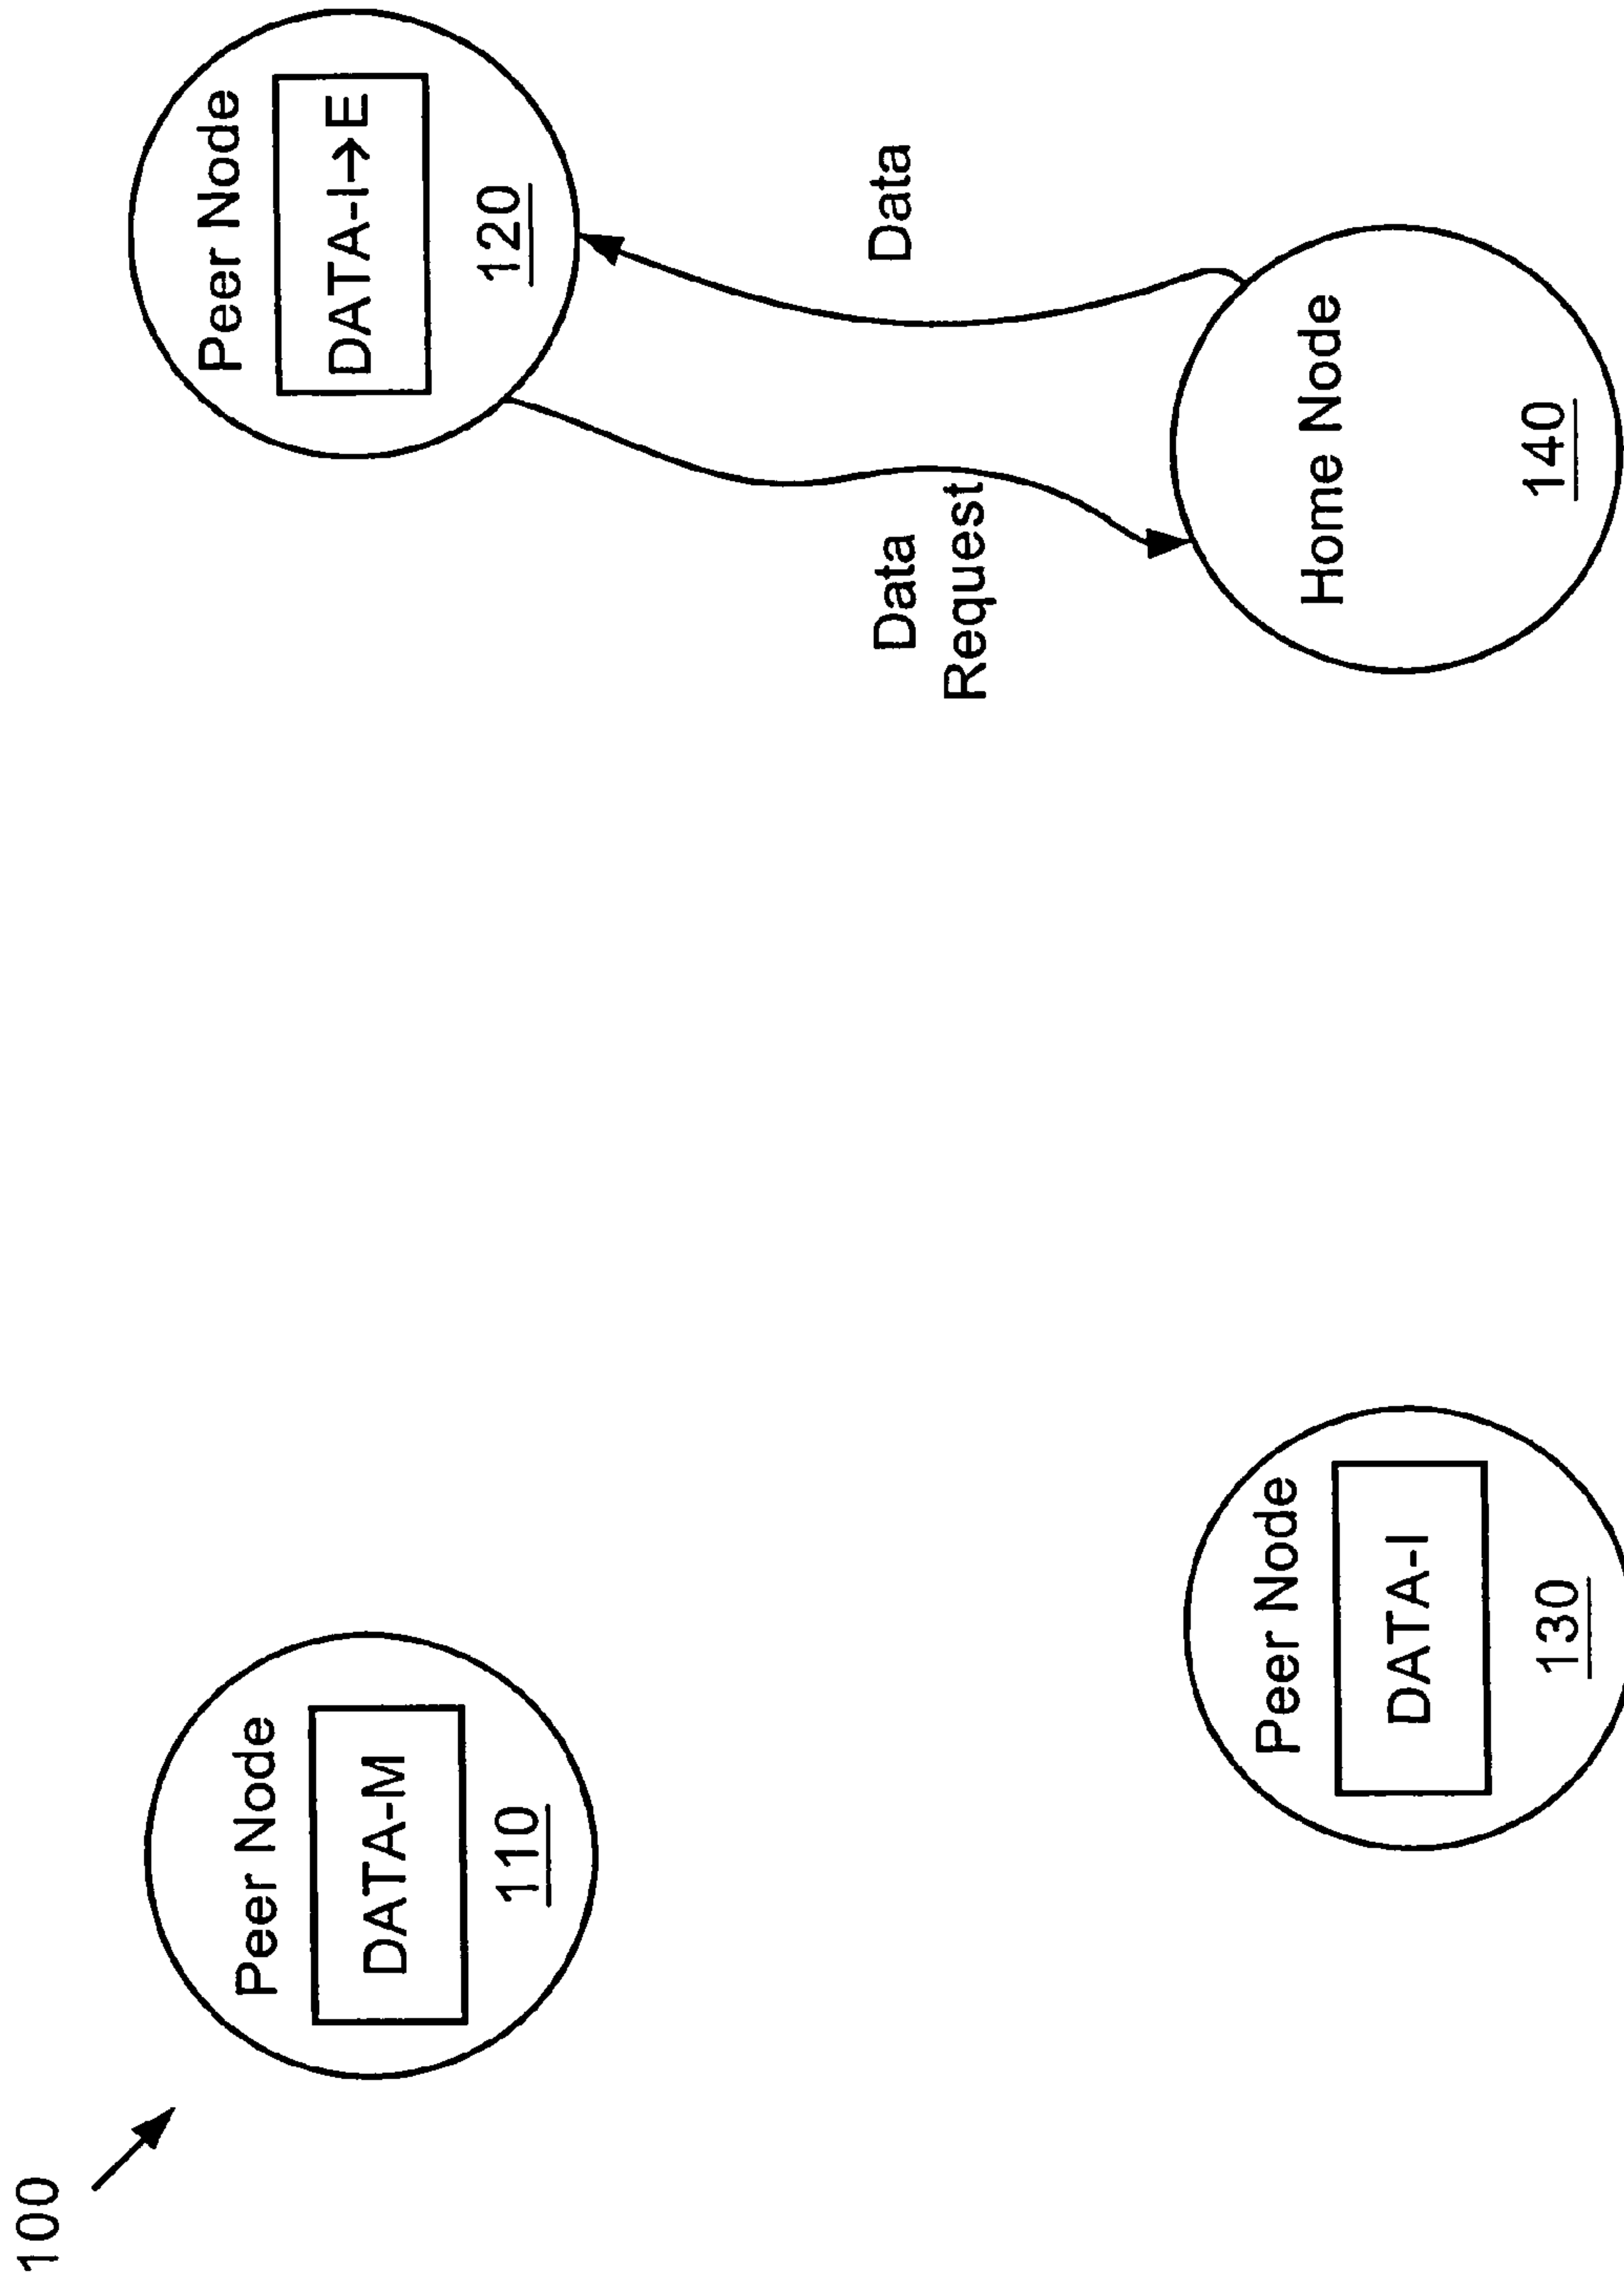 100
Peer Node
DATA-M
110
Peer Node
DATA-I→E
120
Data
Request
Data
Peer Node
DATA-I
130
Home Node
140